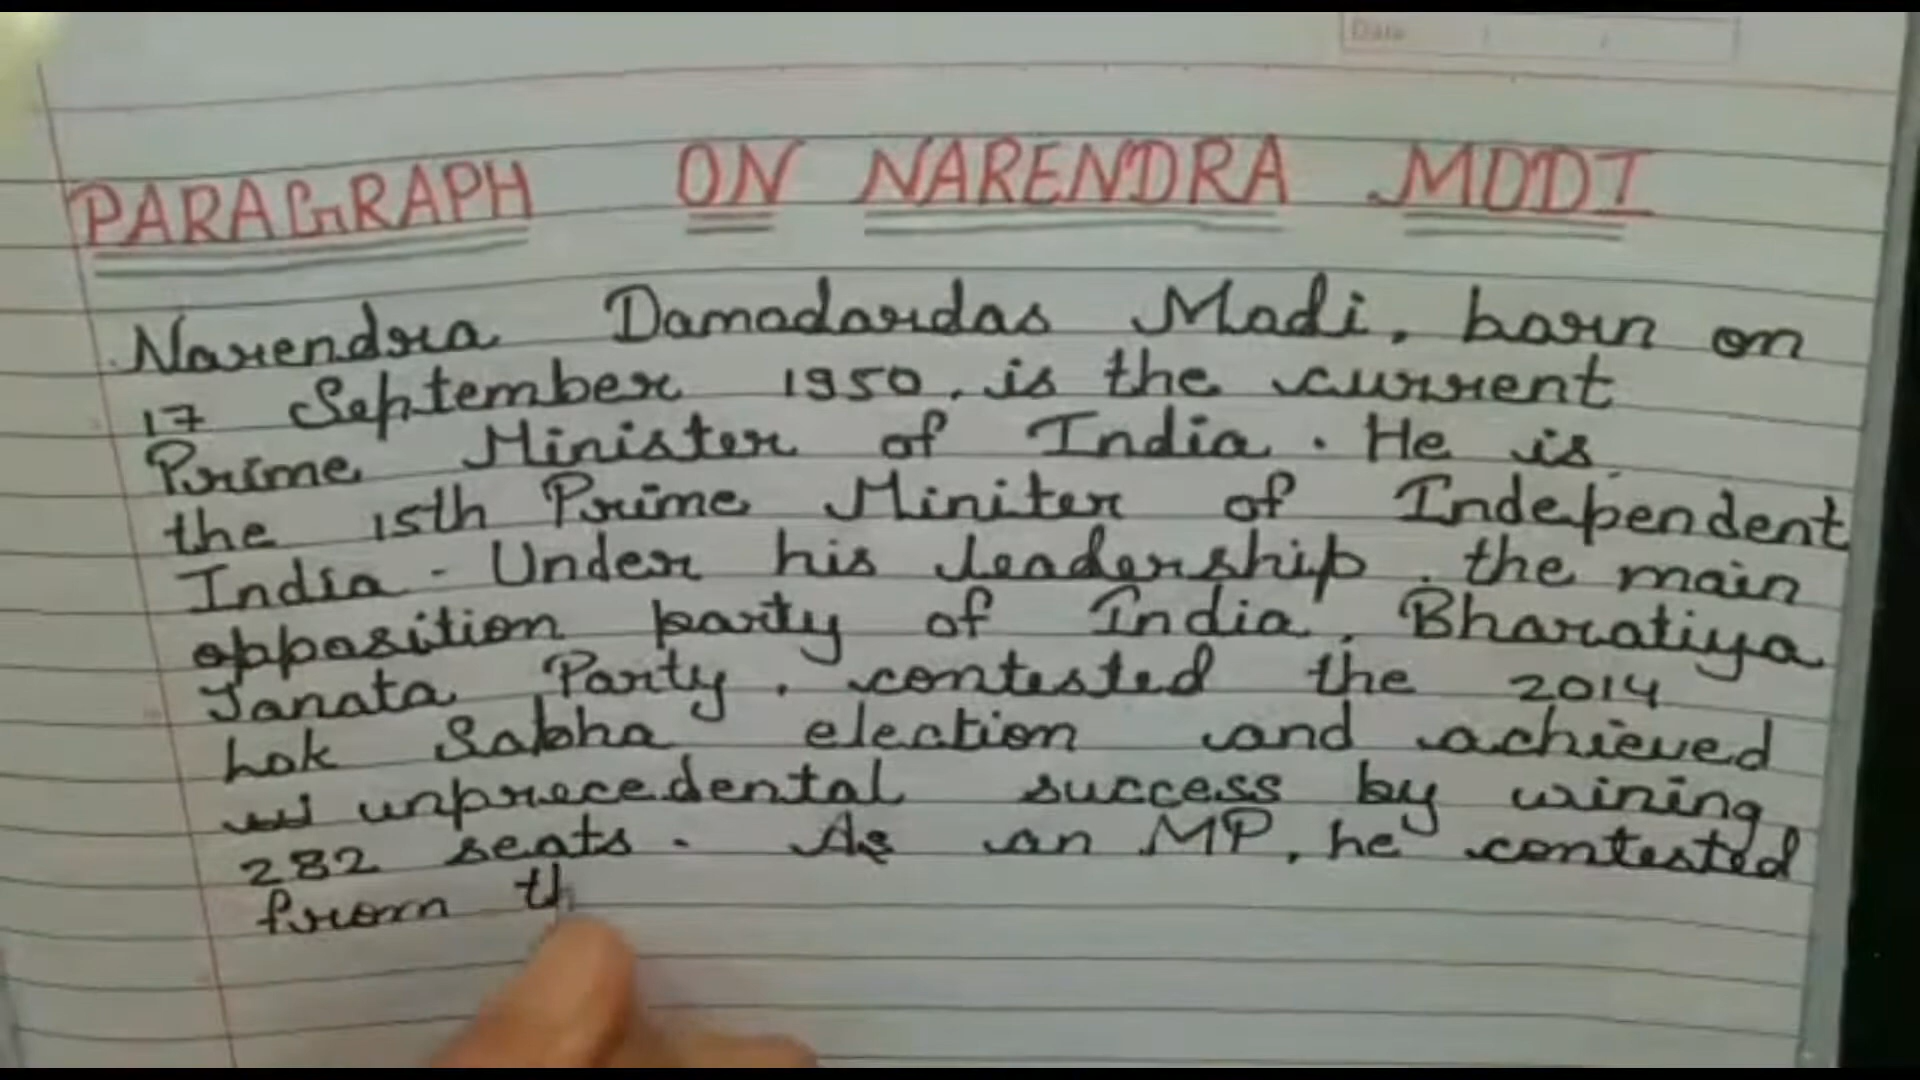 Date
PARAGRAPH ON NARENDRA MODI
Narendra Damodardas Modi, born on
17 September 1950, is the current
Prime Minister of India. He is
the 15th Prime Miniter of Independent
India. Under his leadership, the main
opposition party of India, Bharatiya
Janata Party, contested the 2014
Lok Sabha election and achieved
unprecedental success by wining
282 seats. As an MP, he contested
from th